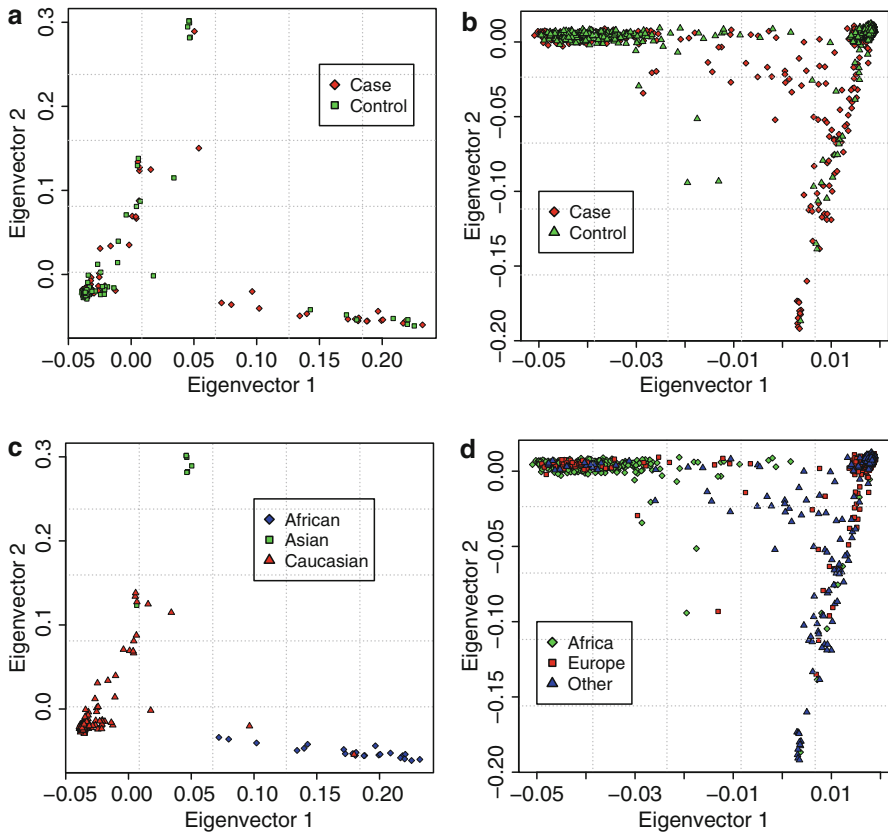 a
0.3
0.2
0.1
0.0
Eigenvector 2
Case
Control
−0.05 0.00 0.05 0.10 0.15 0.20
Eigenvector 1
b
0.00
−0.05
−0.10
−0.15
−0.20
Eigenvector 2
Case
Control
−0.05 −0.03 −0.01 0.01
Eigenvector 1
c
0.3
0.2
0.1
0.0
Eigenvector 2
African
Asian
Caucasian
−0.05 0.00 0.05 0.10 0.15 0.20
Eigenvector 1
d
0.00
−0.05
−0.10
−0.15
−0.20
Eigenvector 2
Africa
Europe
Other
−0.05 −0.03 −0.01 0.01
Eigenvector 1